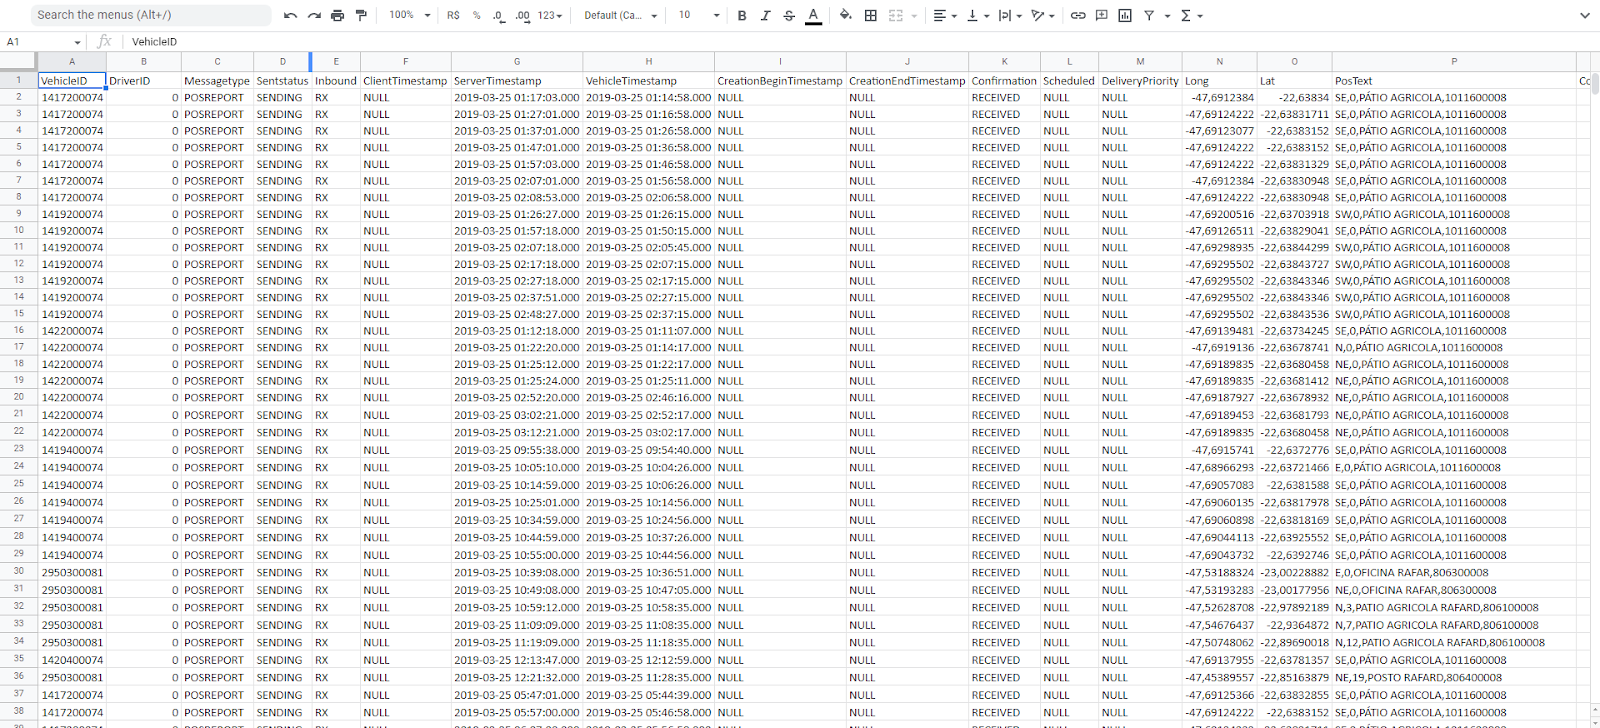 Search the menus (Alt+/) 100% R$ % .0 .00 123 Default (Ca... 10 B I S A
A1 fx VehicleID
A B C D E F G H I J K L M N O P
1 VehicleID DriverID Messagetype Sentstatus Inbound ClientTimestamp ServerTimestamp VehicleTimestamp CreationBeginTimestamp CreationEndTimestamp Confirmation Scheduled DeliveryPriority Long Lat PosText Cc
2 1417200074 0 POSREPORT SENDING RX NULL 2019-03-25 01:17:03.000 2019-03-25 01:14:58.000 NULL NULL RECEIVED NULL NULL -47,6912384 -22,63834 SE,0,PÁTIO AGRICOLA,1011600008
3 1417200074 0 POSREPORT SENDING RX NULL 2019-03-25 01:27:01.000 2019-03-25 01:16:58.000 NULL NULL RECEIVED NULL NULL -47,69124222 -22,63831711 SE,0,PÁTIO AGRICOLA,1011600008
4 1417200074 0 POSREPORT SENDING RX NULL 2019-03-25 01:37:01.000 2019-03-25 01:26:58.000 NULL NULL RECEIVED NULL NULL -47,69123077 -22,6383152 SE,0,PÁTIO AGRICOLA,1011600008
5 1417200074 0 POSREPORT SENDING RX NULL 2019-03-25 01:47:01.000 2019-03-25 01:36:58.000 NULL NULL RECEIVED NULL NULL -47,69124222 -22,6383152 SE,0,PÁTIO AGRICOLA,1011600008
6 1417200074 0 POSREPORT SENDING RX NULL 2019-03-25 01:57:03.000 2019-03-25 01:46:58.000 NULL NULL RECEIVED NULL NULL -47,69124222 -22,63831329 SE,0,PÁTIO AGRICOLA,1011600008
7 1417200074 0 POSREPORT SENDING RX NULL 2019-03-25 02:07:01.000 2019-03-25 01:56:58.000 NULL NULL RECEIVED NULL NULL -47,6912384 -22,63830948 SE,0,PÁTIO AGRICOLA,1011600008
8 1417200074 0 POSREPORT SENDING RX NULL 2019-03-25 02:08:53.000 2019-03-25 02:06:58.000 NULL NULL RECEIVED NULL NULL -47,69124222 -22,63830948 SE,0,PÁTIO AGRICOLA,1011600008
9 1419200074 0 POSREPORT SENDING RX NULL 2019-03-25 01:26:27.000 2019-03-25 01:26:15.000 NULL NULL RECEIVED NULL NULL -47,69200516 -22,63703918 SW,0,PÁTIO AGRICOLA,1011600008
10 1419200074 0 POSREPORT SENDING RX NULL 2019-03-25 01:57:18.000 2019-03-25 01:50:15.000 NULL NULL RECEIVED NULL NULL -47,69126511 -22,63829041 SE,0,PÁTIO AGRICOLA,1011600008
11 1419200074 0 POSREPORT SENDING RX NULL 2019-03-25 02:07:18.000 2019-03-25 02:05:45.000 NULL NULL RECEIVED NULL NULL -47,69298935 -22,63844299 SW,0,PÁTIO AGRICOLA,1011600008
12 1419200074 0 POSREPORT SENDING RX NULL 2019-03-25 02:17:18.000 2019-03-25 02:07:15.000 NULL NULL RECEIVED NULL NULL -47,69295502 -22,63843727 SW,0,PÁTIO AGRICOLA,1011600008
13 1419200074 0 POSREPORT SENDING RX NULL 2019-03-25 02:27:18.000 2019-03-25 02:17:15.000 NULL NULL RECEIVED NULL NULL -47,69295502 -22,63843346 SW,0,PÁTIO AGRICOLA,1011600008
14 1419200074 0 POSREPORT SENDING RX NULL 2019-03-25 02:37:51.000 2019-03-25 02:27:15.000 NULL NULL RECEIVED NULL NULL -47,69295502 -22,63843346 SW,0,PÁTIO AGRICOLA,1011600008
15 1419200074 0 POSREPORT SENDING RX NULL 2019-03-25 02:48:27.000 2019-03-25 02:37:15.000 NULL NULL RECEIVED NULL NULL -47,69295502 -22,63843536 SW,0,PÁTIO AGRICOLA,1011600008
16 1422000074 0 POSREPORT SENDING RX NULL 2019-03-25 01:12:18.000 2019-03-25 01:11:07.000 NULL NULL RECEIVED NULL NULL -47,69139481 -22,63734245 SE,0,PÁTIO AGRICOLA,1011600008
17 1422000074 0 POSREPORT SENDING RX NULL 2019-03-25 01:22:20.000 2019-03-25 01:14:17.000 NULL NULL RECEIVED NULL NULL -47,6919136 -22,63678741 N,0,PÁTIO AGRICOLA,1011600008
18 1422000074 0 POSREPORT SENDING RX NULL 2019-03-25 01:25:12.000 2019-03-25 01:22:17.000 NULL NULL RECEIVED NULL NULL -47,69189835 -22,63680458 NE,0,PÁTIO AGRICOLA,1011600008
19 1422000074 0 POSREPORT SENDING RX NULL 2019-03-25 01:25:24.000 2019-03-25 01:25:11.000 NULL NULL RECEIVED NULL NULL -47,69189835 -22,63681412 NE,0,PÁTIO AGRICOLA,1011600008
20 1422000074 0 POSREPORT SENDING RX NULL 2019-03-25 02:52:20.000 2019-03-25 02:46:16.000 NULL NULL RECEIVED NULL NULL -47,69187927 -22,63678932 NE,0,PÁTIO AGRICOLA,1011600008
21 1422000074 0 POSREPORT SENDING RX NULL 2019-03-25 03:02:21.000 2019-03-25 02:52:17.000 NULL NULL RECEIVED NULL NULL -47,69189453 -22,63681793 NE,0,PÁTIO AGRICOLA,1011600008
22 1422000074 0 POSREPORT SENDING RX NULL 2019-03-25 03:12:21.000 2019-03-25 03:02:17.000 NULL NULL RECEIVED NULL NULL -47,69189835 -22,63680458 NE,0,PÁTIO AGRICOLA,1011600008
23 1419400074 0 POSREPORT SENDING RX NULL 2019-03-25 09:55:38.000 2019-03-25 09:54:40.000 NULL NULL RECEIVED NULL NULL -47,6915741 -22,6372776 SE,0,PÁTIO AGRICOLA,1011600008
24 1419400074 0 POSREPORT SENDING RX NULL 2019-03-25 10:05:10.000 2019-03-25 10:04:26.000 NULL NULL RECEIVED NULL NULL -47,68966293 -22,63721466 E,0,PÁTIO AGRICOLA,1011600008
25 1419400074 0 POSREPORT SENDING RX NULL 2019-03-25 10:14:59.000 2019-03-25 10:06:26.000 NULL NULL RECEIVED NULL NULL -47,69057083 -22,6381588 SE,0,PÁTIO AGRICOLA,1011600008
26 1419400074 0 POSREPORT SENDING RX NULL 2019-03-25 10:25:01.000 2019-03-25 10:14:56.000 NULL NULL RECEIVED NULL NULL -47,69060135 -22,63817978 SE,0,PÁTIO AGRICOLA,1011600008
27 1419400074 0 POSREPORT SENDING RX NULL 2019-03-25 10:34:59.000 2019-03-25 10:24:56.000 NULL NULL RECEIVED NULL NULL -47,69060898 -22,63818169 SE,0,PÁTIO AGRICOLA,1011600008
28 1419400074 0 POSREPORT SENDING RX NULL 2019-03-25 10:44:59.000 2019-03-25 10:37:26.000 NULL NULL RECEIVED NULL NULL -47,69044113 -22,63925552 SE,0,PÁTIO AGRICOLA,1011600008
29 1419400074 0 POSREPORT SENDING RX NULL 2019-03-25 10:55:00.000 2019-03-25 10:44:56.000 NULL NULL RECEIVED NULL NULL -47,69043732 -22,6392746 SE,0,PÁTIO AGRICOLA,1011600008
30 2950300081 0 POSREPORT SENDING RX NULL 2019-03-25 10:39:08.000 2019-03-25 10:36:51.000 NULL NULL RECEIVED NULL NULL -47,53188324 -23,00228882 E,0,OFICINA RAFAR,806300008
31 2950300081 0 POSREPORT SENDING RX NULL 2019-03-25 10:49:08.000 2019-03-25 10:47:05.000 NULL NULL RECEIVED NULL NULL -47,53193283 -23,00177956 NE,0,OFICINA RAFAR,806300008
32 2950300081 0 POSREPORT SENDING RX NULL 2019-03-25 10:59:12.000 2019-03-25 10:58:35.000 NULL NULL RECEIVED NULL NULL -47,52628708 -22,97892189 N,3,PATIO AGRICOLA RAFARD,806100008
33 2950300081 0 POSREPORT SENDING RX NULL 2019-03-25 11:09:09.000 2019-03-25 11:08:35.000 NULL NULL RECEIVED NULL NULL -47,54676437 -22,9364872 N,7,PATIO AGRICOLA RAFARD,806100008
34 2950300081 0 POSREPORT SENDING RX NULL 2019-03-25 11:19:09.000 2019-03-25 11:18:35.000 NULL NULL RECEIVED NULL NULL -47,50748062 -22,89690018 N,12,PATIO AGRICOLA RAFARD,806100008
35 1420400074 0 POSREPORT SENDING RX NULL 2019-03-25 12:13:47.000 2019-03-25 12:12:59.000 NULL NULL RECEIVED NULL NULL -47,69137955 -22,63781357 SE,0,PÁTIO AGRICOLA,1011600008
36 2950300081 0 POSREPORT SENDING RX NULL 2019-03-25 12:21:32.000 2019-03-25 11:28:35.000 NULL NULL RECEIVED NULL NULL -47,45389557 -22,85163879 NE,19,POSTO RAFARD,806400008
37 1417200074 0 POSREPORT SENDING RX NULL 2019-03-25 05:47:01.000 2019-03-25 05:44:39.000 NULL NULL RECEIVED NULL NULL -47,69125366 -22,63832855 SE,0,PÁTIO AGRICOLA,1011600008
38 1417200074 0 POSREPORT SENDING RX NULL 2019-03-25 05:57:00.000 2019-03-25 05:46:58.000 NULL NULL RECEIVED NULL NULL